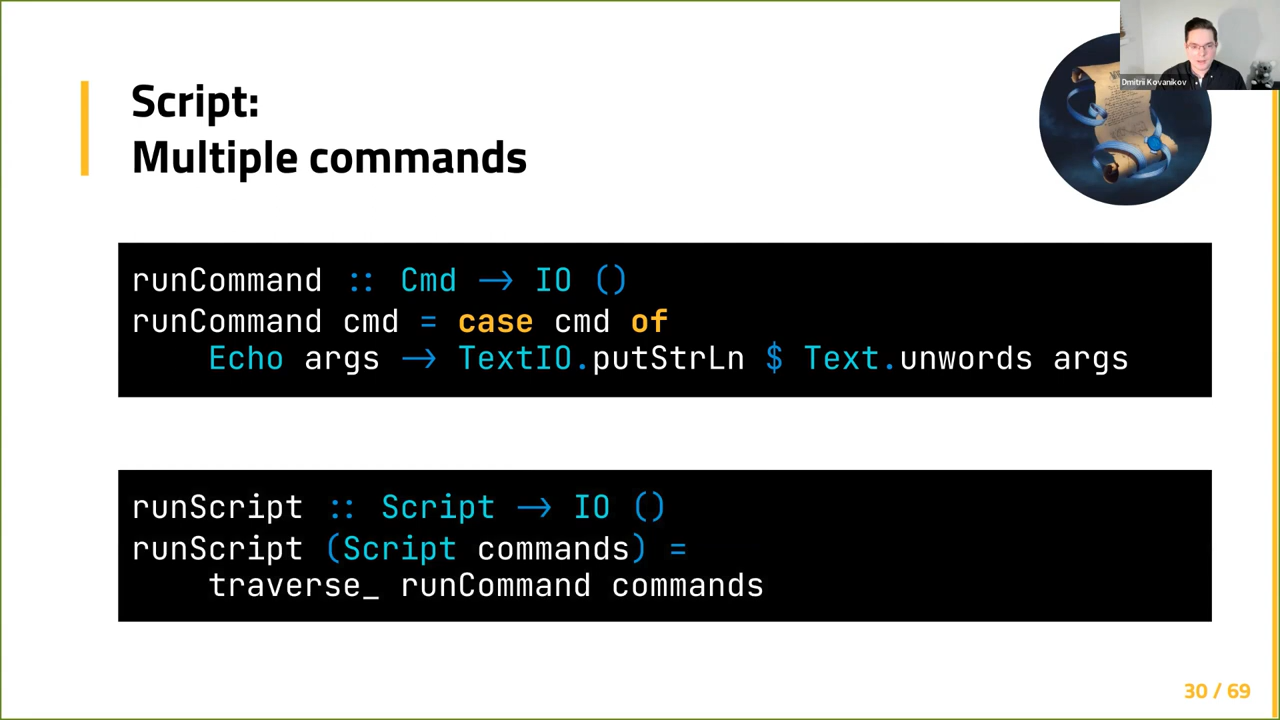 Script:
Multiple commands
Dmitrii Kovanikov
runCommand :: Cmd → IO ()
runCommand cmd = case cmd of
    Echo args → TextIO.putStrLn $ Text.unwords args
runScript :: Script → IO ()
runScript (Script commands) =
    traverse_ runCommand commands
30 / 69